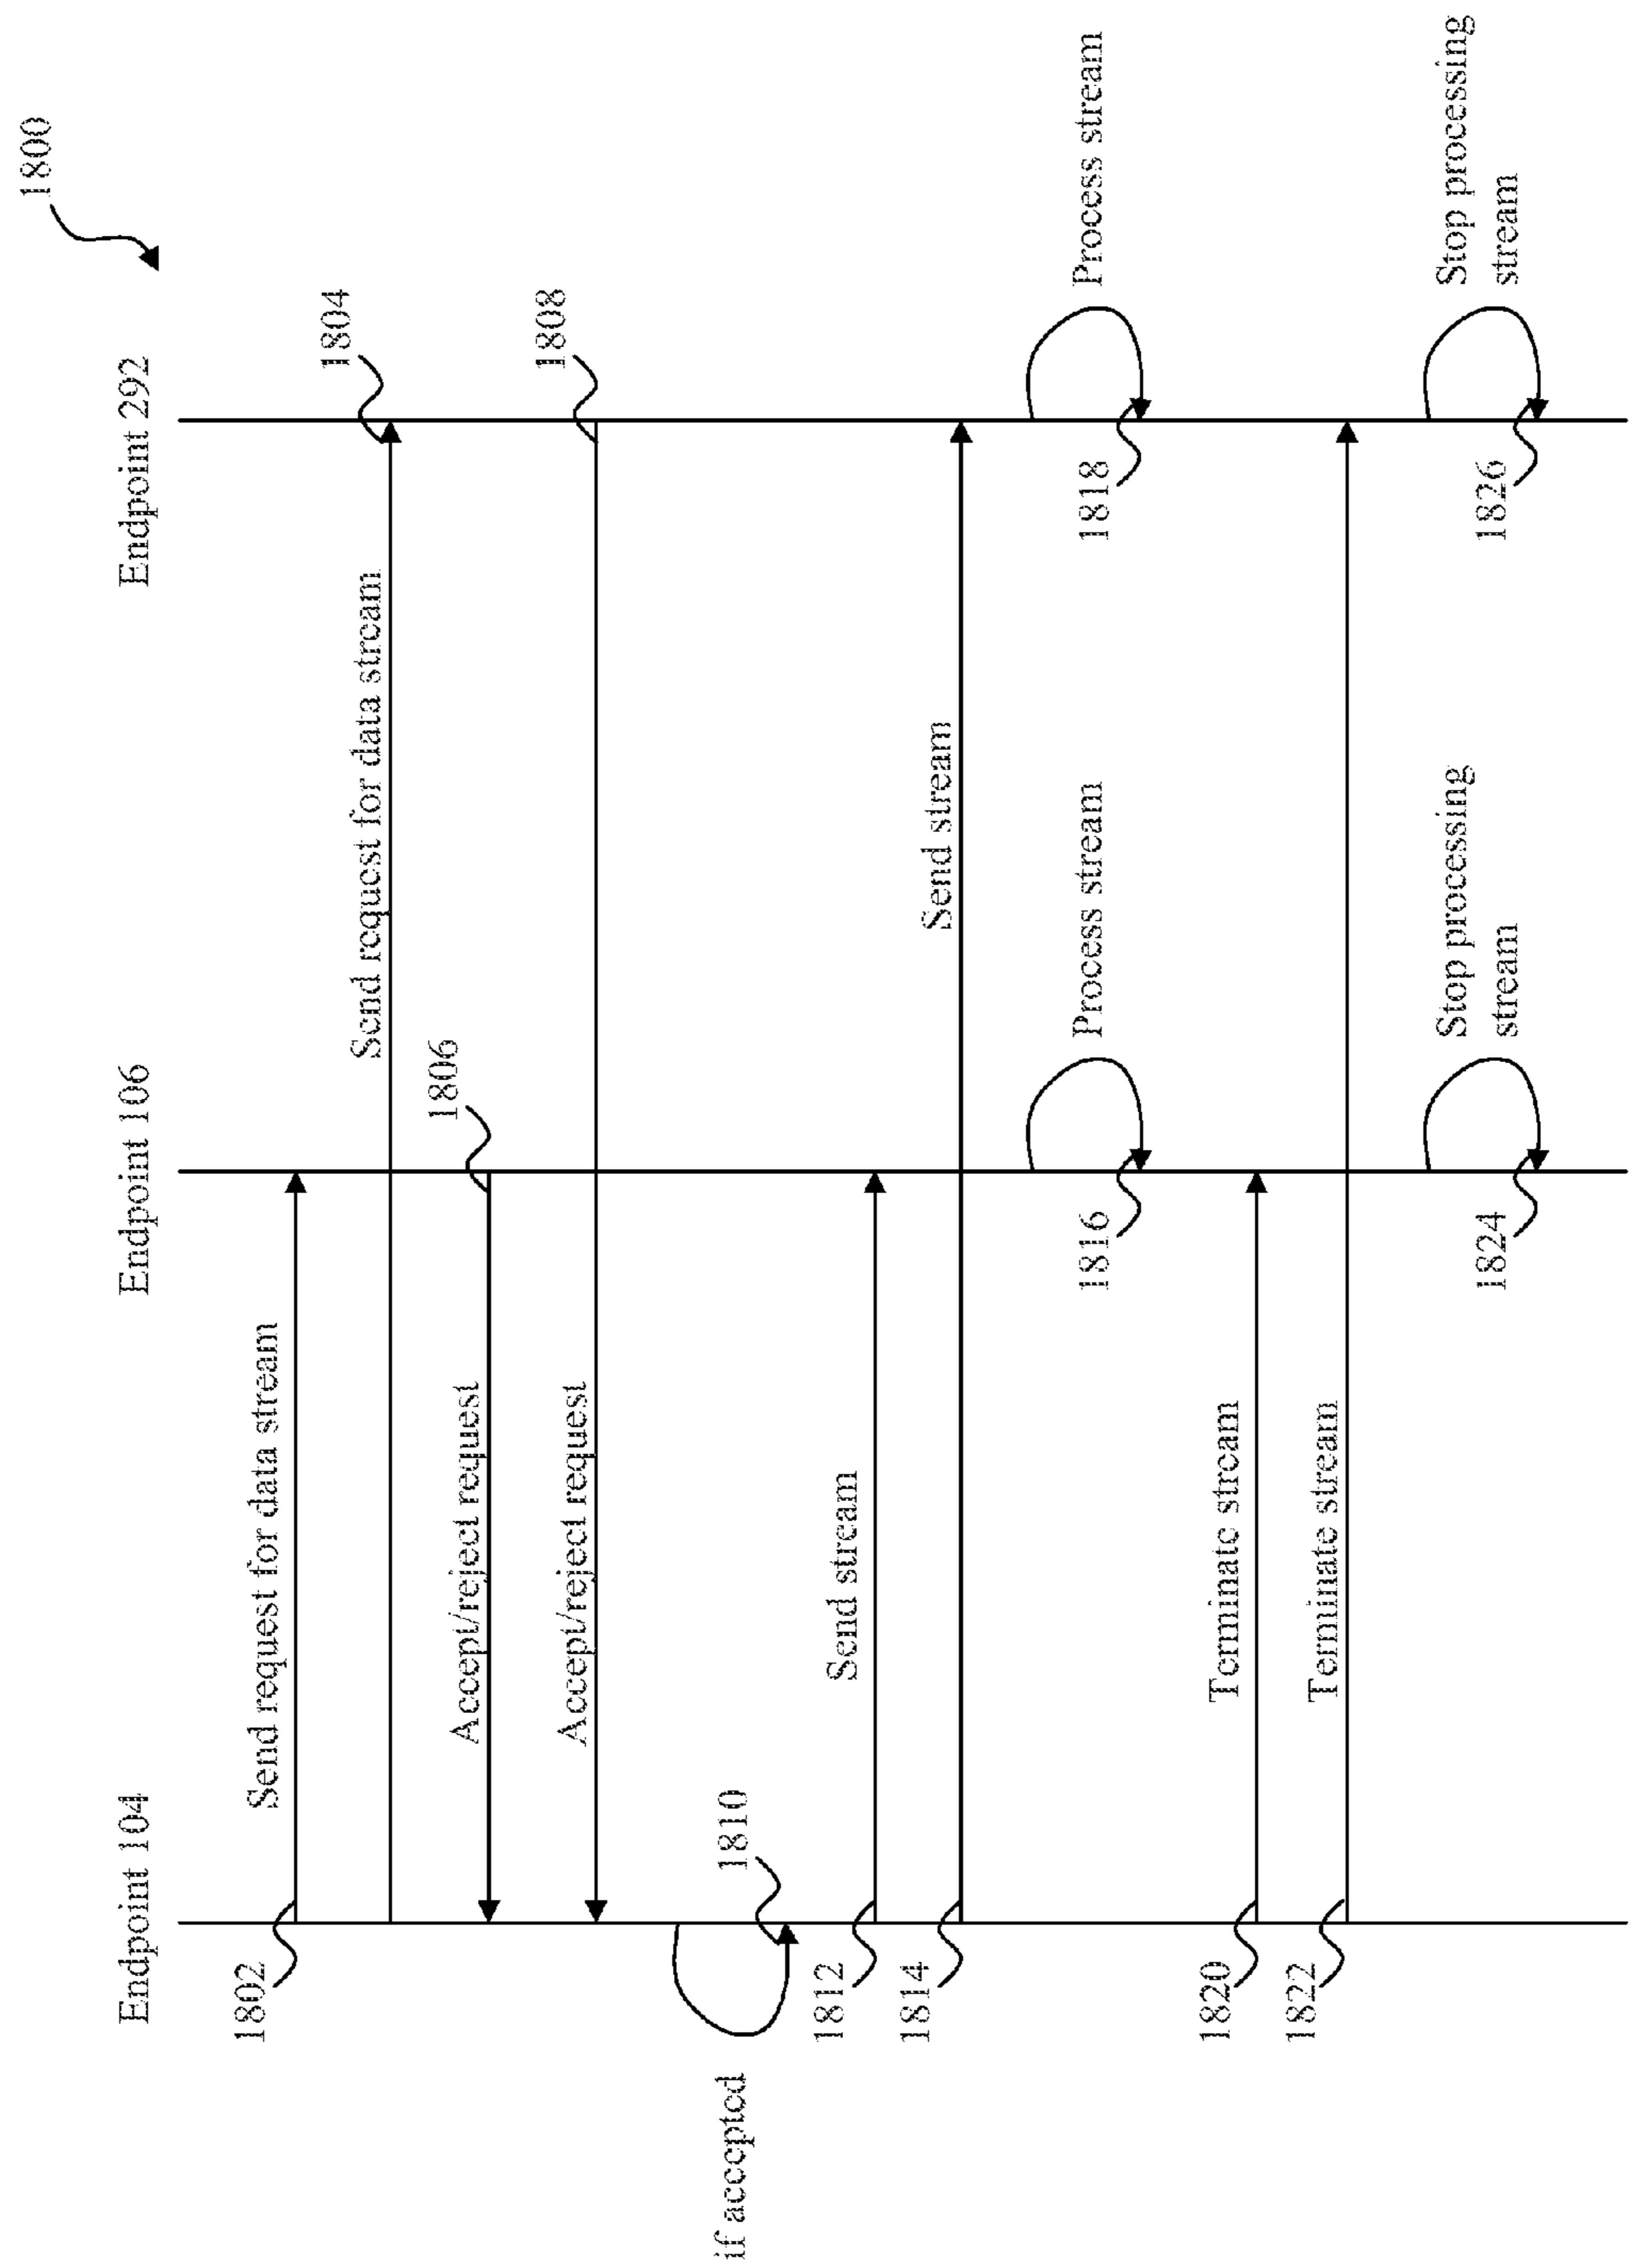 1800
Endpoint 104
Endpoint 106
Endpoint 292
1802
Send request for data stream
Send request for data stream
1804
Accept/reject request
1806
Accept/reject request
1808
if accepted
1810
1812
Send stream
1814
Send stream
1816
Process stream
1818
Process stream
1820
Terminate stream
1822
Terminate stream
1824
Stop processing
stream
1826
Stop processing
stream